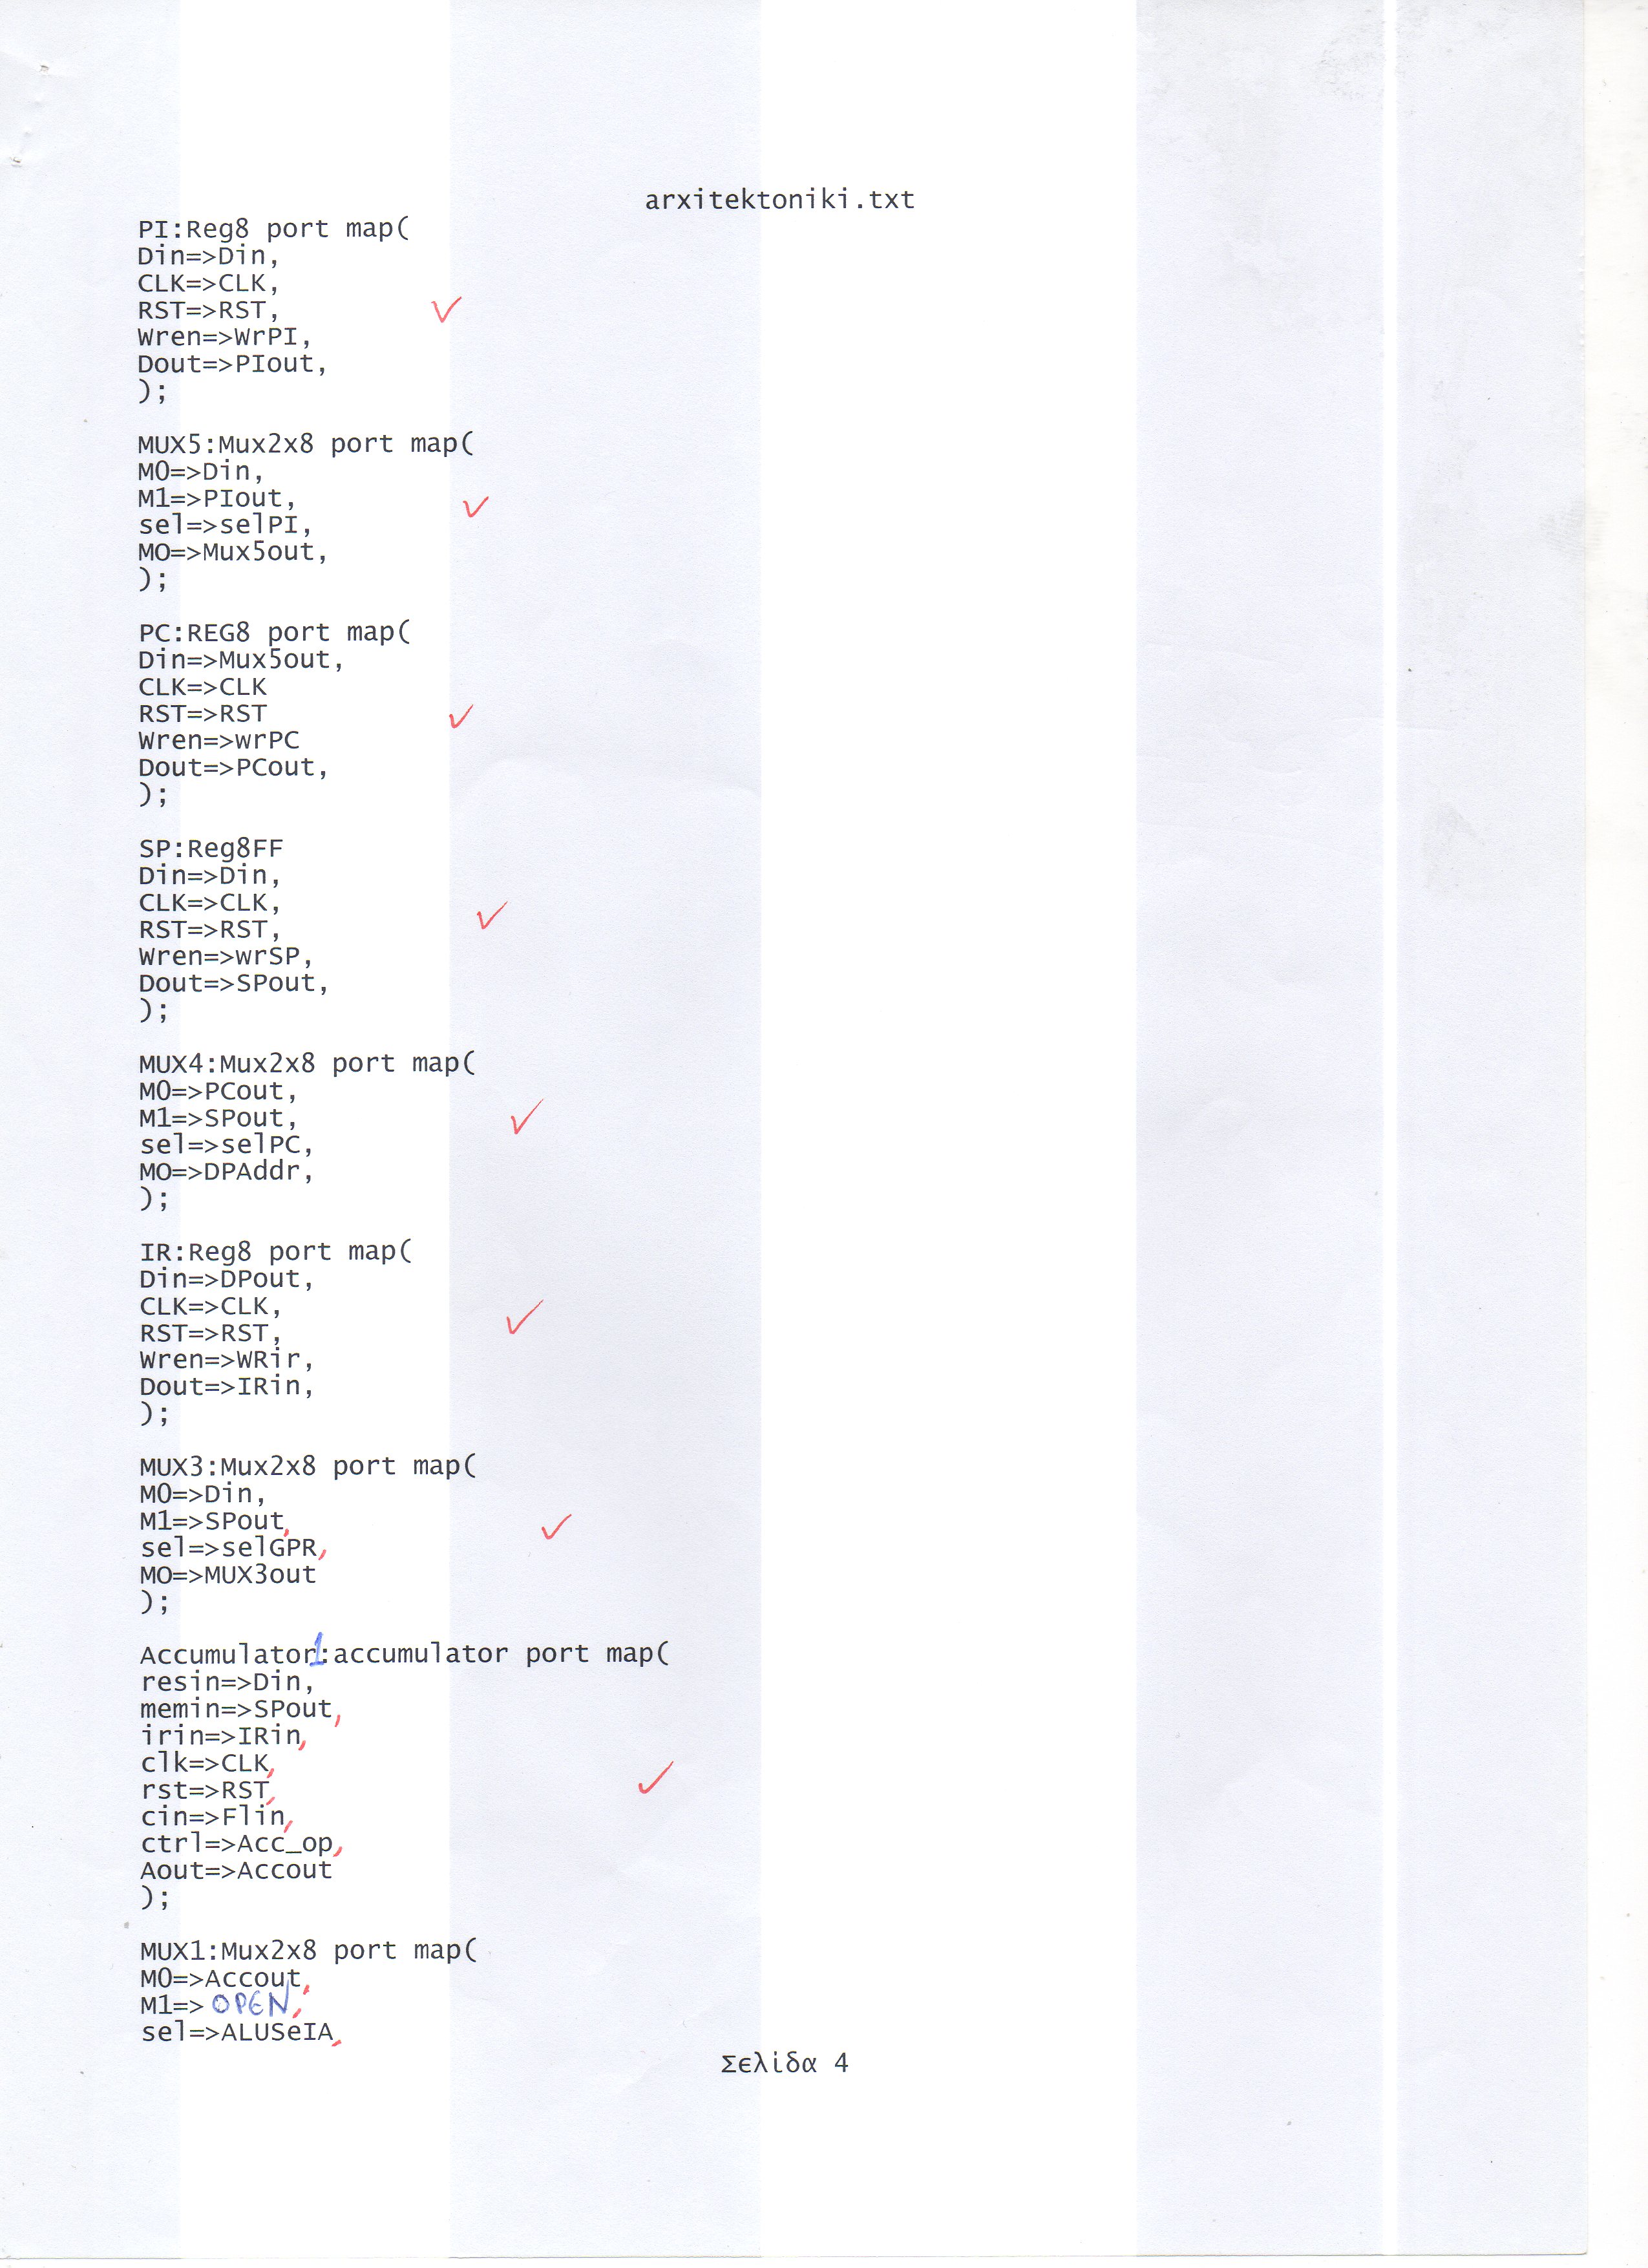 arxitektoniki.txt
PI:Reg8 port map(
Din=>Din,
CLK=>CLK,
RST=>RST,
Wren=>WrPI,
Dout=>PIout,
);
MUX5:Mux2x8 port map(
M0=>Din,
M1=>PIout,
sel=>selPI,
MO=>Mux5out,
);
PC:REG8 port map(
Din=>Mux5out,
CLK=>CLK
RST=>RST
Wren=>wrPC
Dout=>PCout,
);
SP:Reg8FF
Din=>Din,
CLK=>CLK,
RST=>RST,
Wren=>wrSP,
Dout=>SPout,
);
MUX4:Mux2x8 port map(
M0=>PCout,
M1=>SPout,
sel=>selPC,
MO=>DPAddr,
);
IR:Reg8 port map(
Din=>DPout,
CLK=>CLK,
RST=>RST,
Wren=>WRir,
Dout=>IRin,
);
MUX3:Mux2x8 port map(
M0=>Din,
M1=>SPout,
sel=>selGPR,
MO=>MUX3out
);
Accumulator1:accumulator port map(
resin=>Din,
memin=>SPout,
irin=>IRin,
clk=>CLK,
rst=>RST,
cin=>Flin,
ctrl=>Acc_op,
Aout=>Accout
);
MUX1:Mux2x8 port map(
M0=>Accout,
M1=> OPEN,
sel=>ALUSeIA,
Σελίδα 4